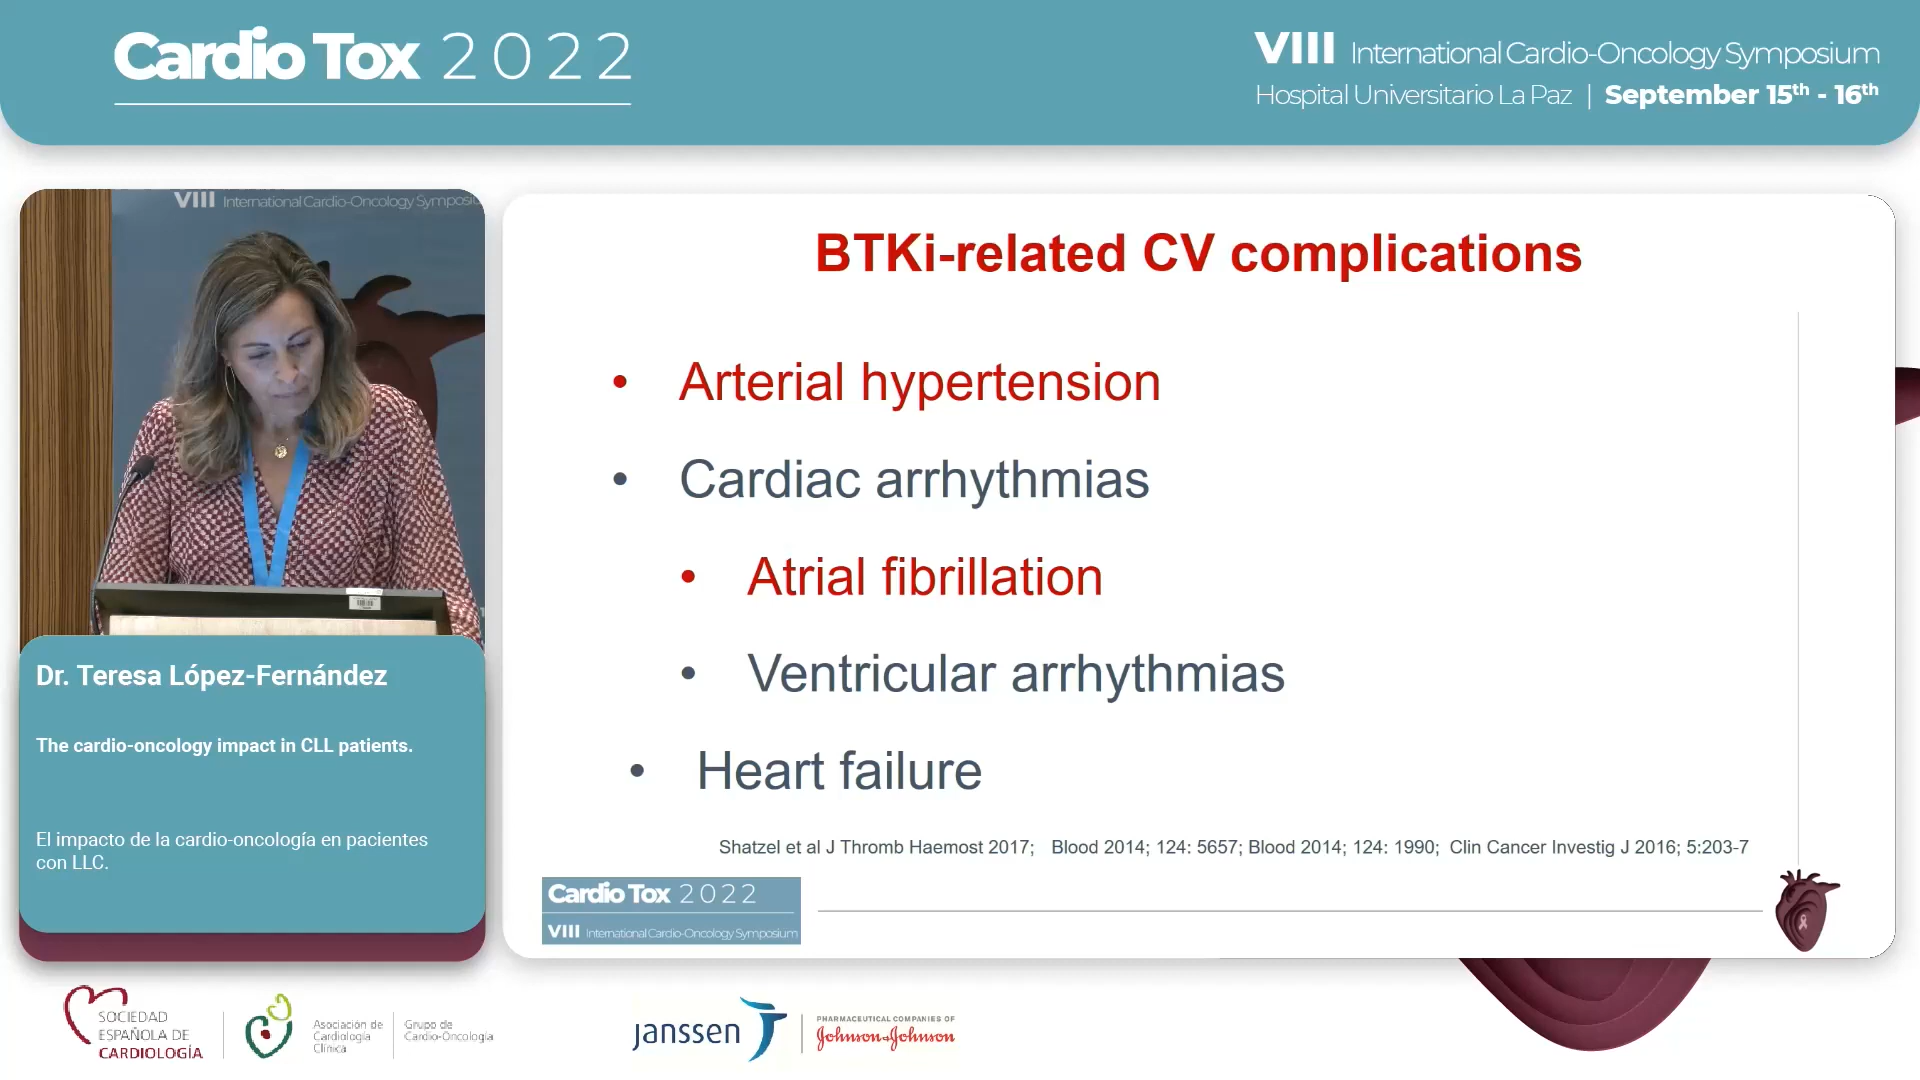 Cardio Tox 2022
VIII International Cardio-Oncology Symposium
Hospital Universitario La Paz | September 15th - 16th
VIII International Cardio-Oncology Symposiu
Dr. Teresa López-Fernández
The cardio-oncology impact in CLL patients.
El impacto de la cardio-oncología en pacientes
con LLC.
BTKi-related CV complications
• Arterial hypertension
• Cardiac arrhythmias
• Atrial fibrillation
• Ventricular arrhythmias
• Heart failure
Shatzel et al J Thromb Haemost 2017; Blood 2014; 124: 5657; Blood 2014; 124: 1990; Clin Cancer Investig J 2016; 5:203-7
Cardio Tox 2022
VIII International Cardio-Oncology Symposium
SOCIEDAD
ESPAÑOLA DE
CARDIOLOGÍA
Asociación de
Cardiología
Clínica
Grupo de
Cardio-Oncología
janssen
PHARMACEUTICAL COMPANIES OF
Johnson & Johnson